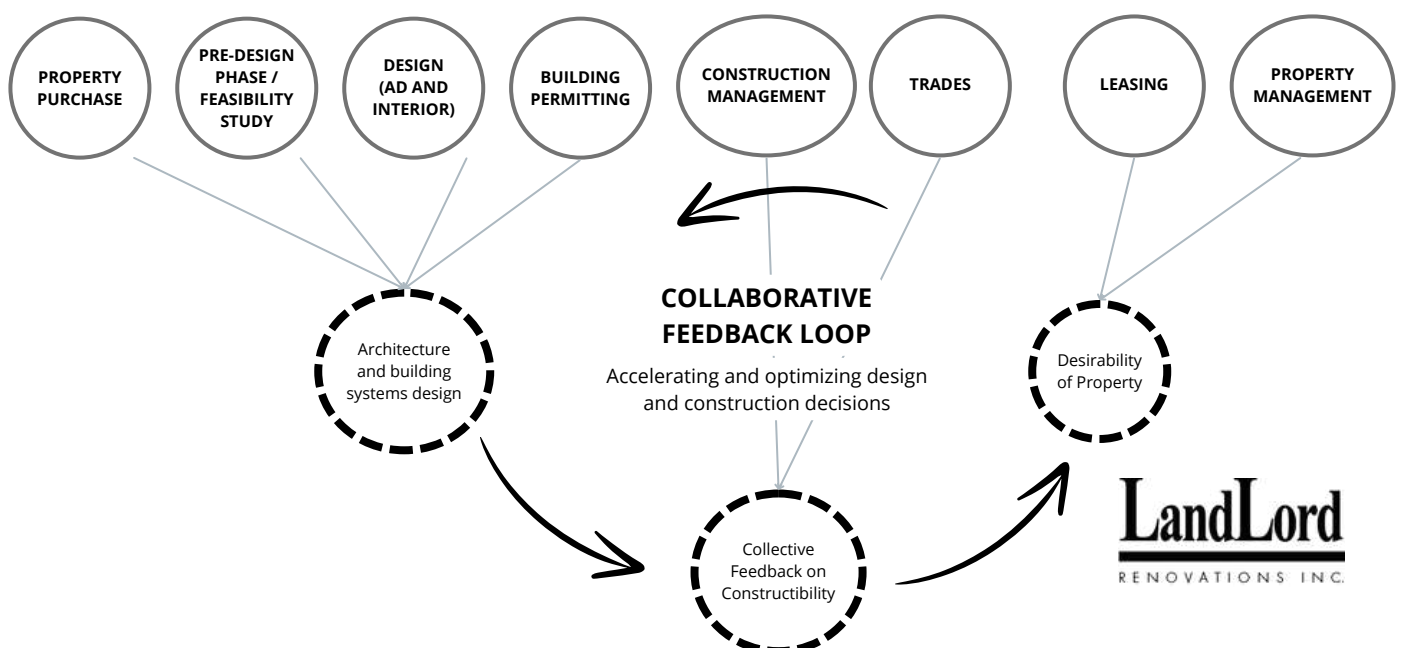 PROPERTY
PURCHASE
PRE-DESIGN
PHASE /
FEASIBILITY
STUDY
DESIGN
(AD AND
INTERIOR)
BUILDING
PERMITTING
CONSTRUCTION
MANAGEMENT
TRADES
LEASING
PROPERTY
MANAGEMENT
COLLABORATIVE
FEEDBACK LOOP
Accelerating and optimizing design
and construction decisions
Architecture
and building
systems design
Desirability
of Property
Collective
Feedback on
Constructibility
LandLord
RENOVATIONS INC.